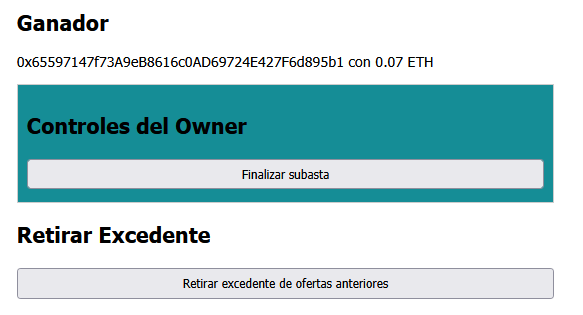 Ganador
0x65597147f73A9eB8616c0AD69724E427F6d895b1 con 0.07 ETH
Controles del Owner
Finalizar subasta
Retirar Excedente
Retirar excedente de ofertas anteriores